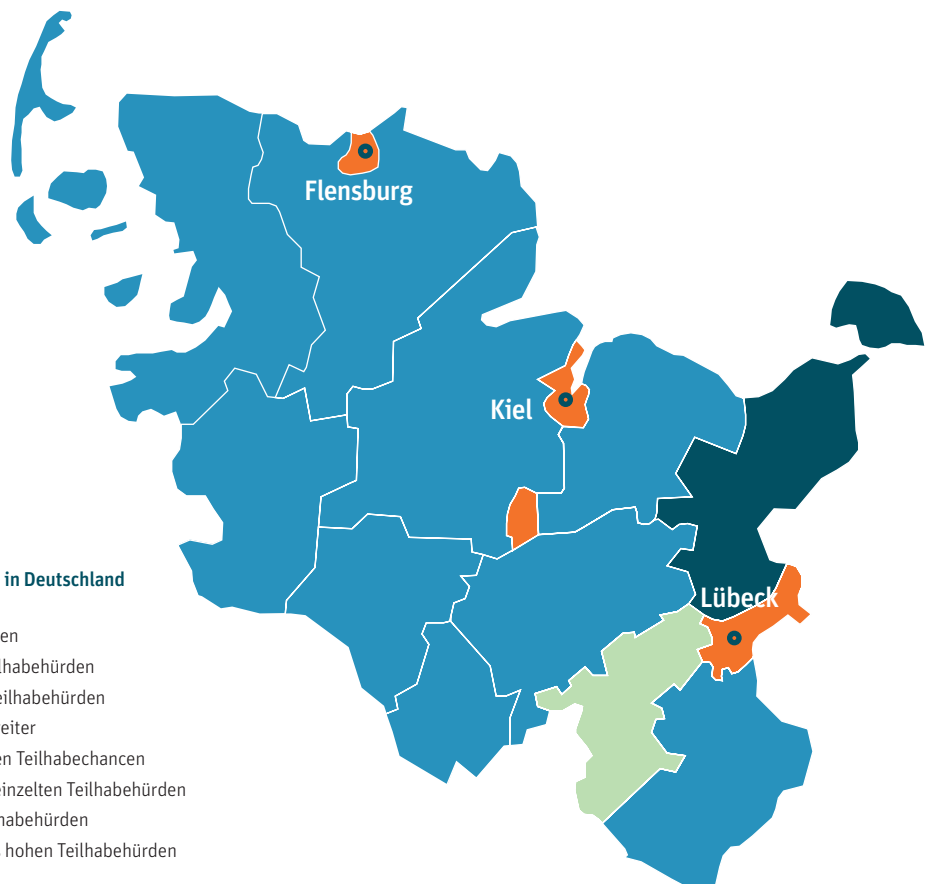 Flensburg
Kiel
in Deutschland
Lübeck
en
lhabehürden
eilhabehürden
eiter
en Teilhabechancen
einzelten Teilhabehürden
habehürden
hohen Teilhabehürden